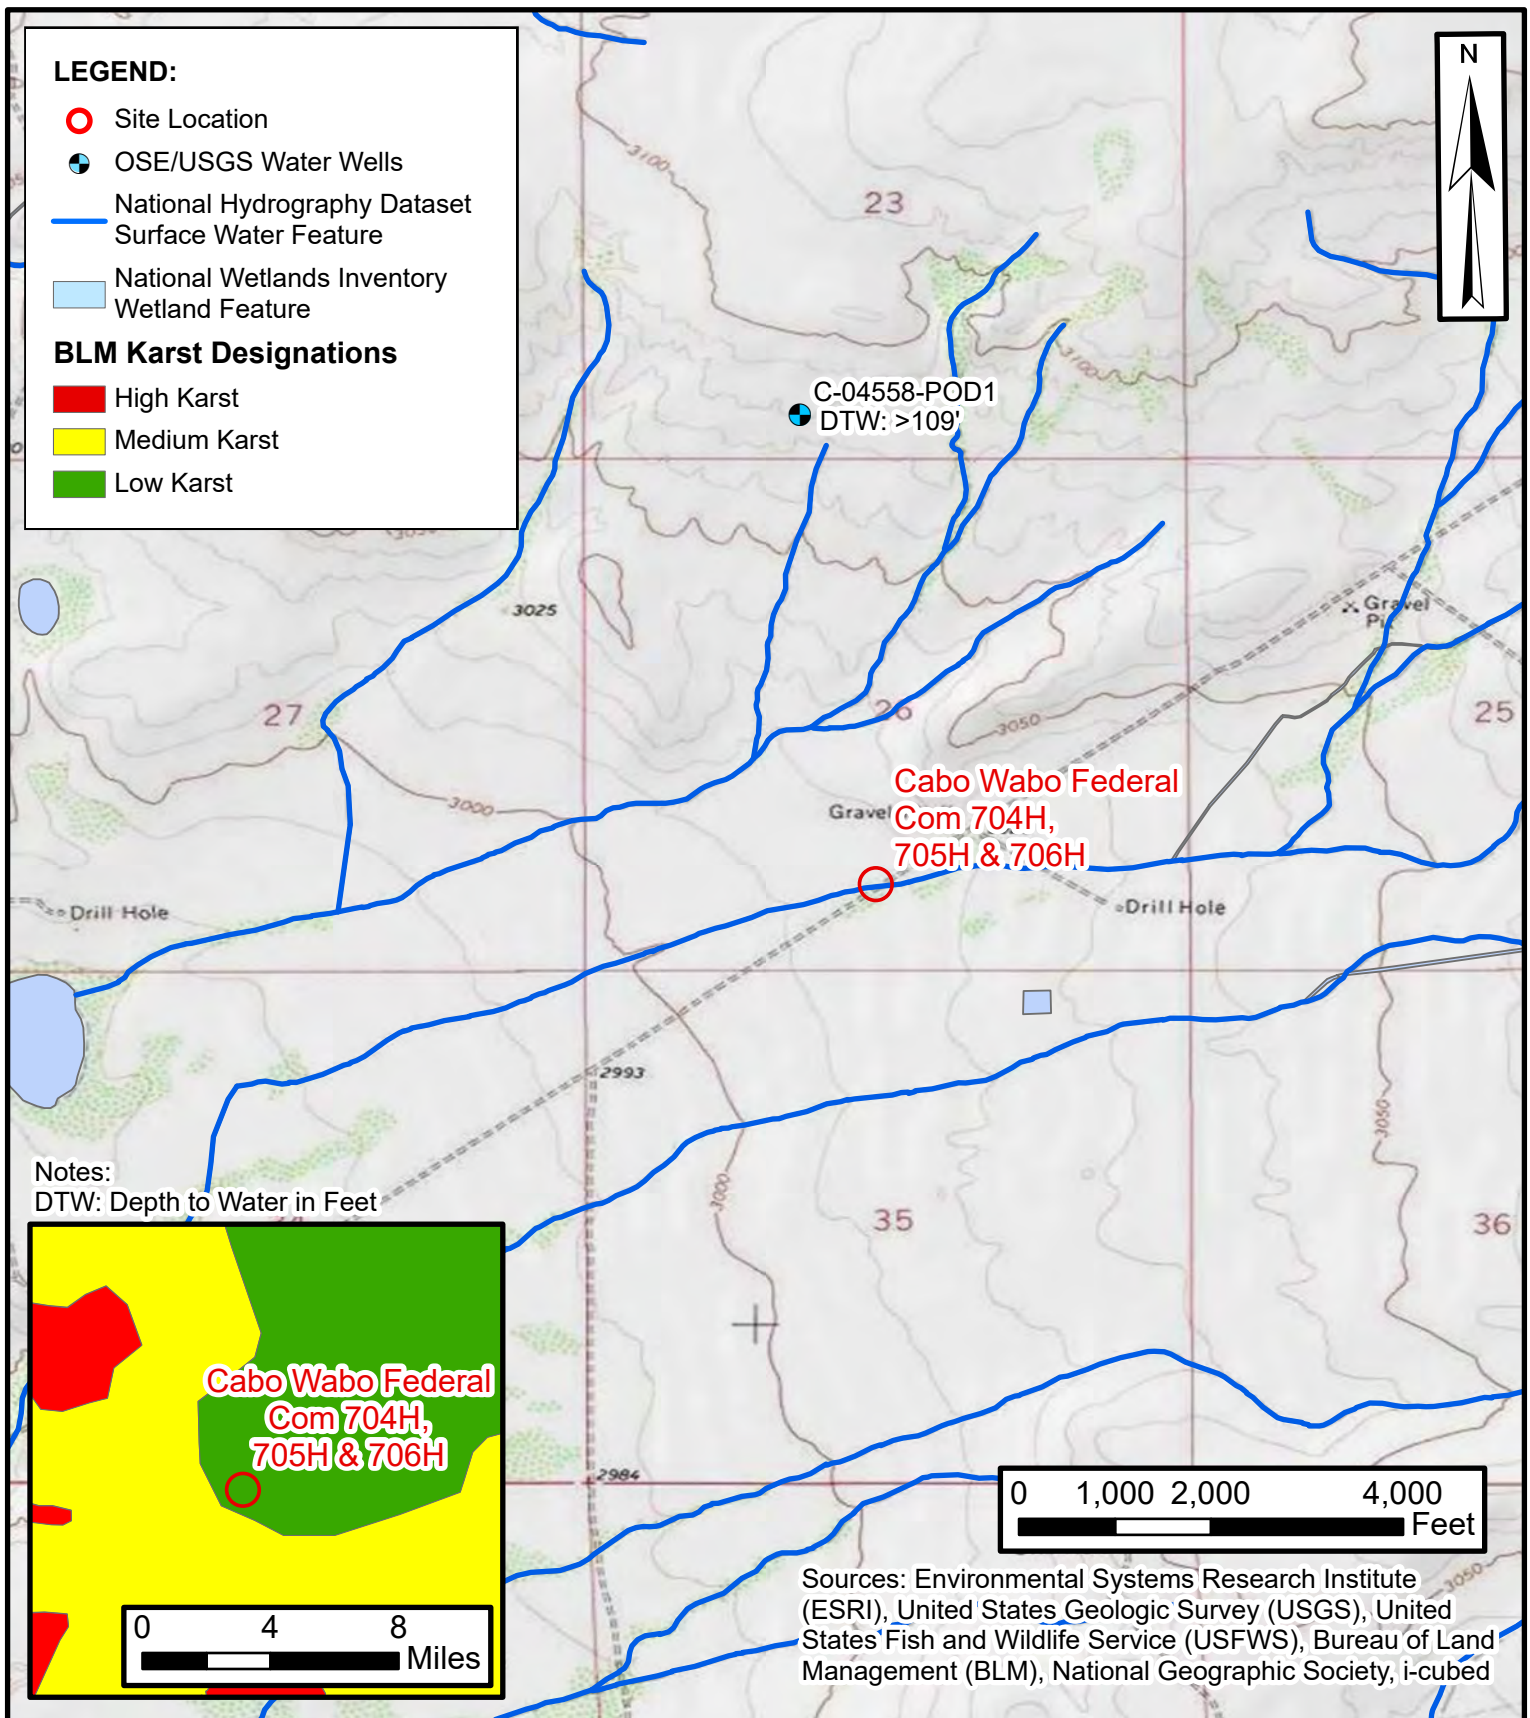 LEGEND:
Site Location
OSE/USGS Water Wells
National Hydrography Dataset
Surface Water Feature
National Wetlands Inventory
Wetland Feature
BLM Karst Designations
High Karst
Medium Karst
Low Karst
N
3100
23
3100
C-04558-POD1
DTW: >109'
3025
Gravel
Pit
27
26
25
3050
3000
Cabo Wabo Federal
Com 704H,
705H & 706H
Gravel
Drill Hole
Drill Hole
2993
3050
3000
35
36
Notes:
DTW: Depth to Water in Feet
Cabo Wabo Federal
Com 704H,
705H & 706H
2984
0 4 8
Miles
0 1,000 2,000 4,000
Feet
3050
Sources: Environmental Systems Research Institute
(ESRI), United States Geologic Survey (USGS), United
States Fish and Wildlife Service (USFWS), Bureau of Land
Management (BLM), National Geographic Society, i-cubed